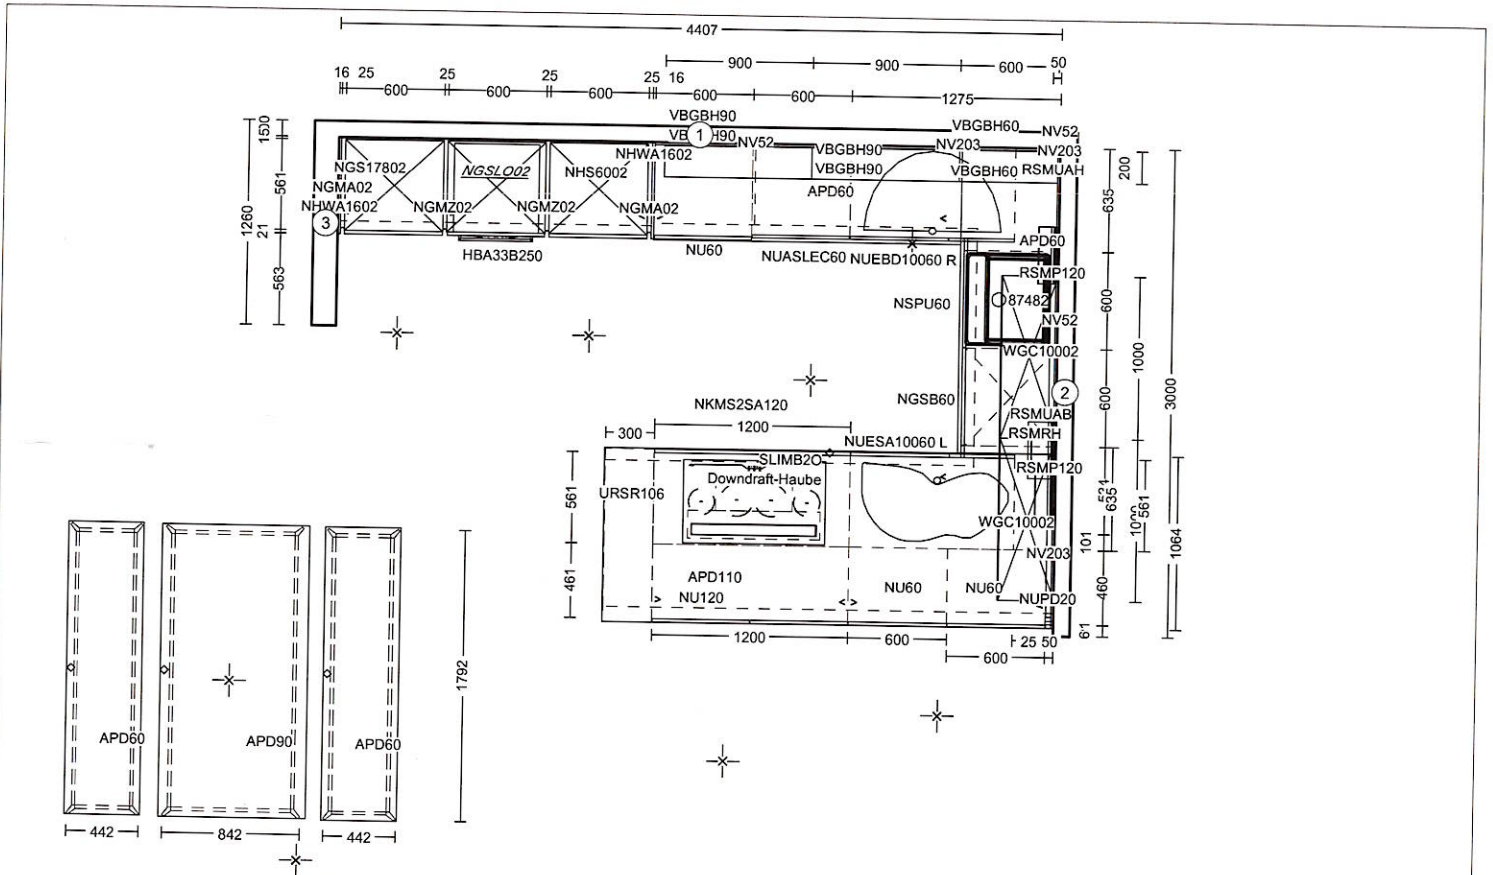 4407
900 900 600 50
16 25 25 25 25 16
600 600 600 600 600 1275
VBGBH90
VBGBH60 NV52
1
NV52 VBGBH90 NV203 NV203
NHWA1602
NGS17802 NGSLO02 NHS6002 VBGBH90 VBGBH60 RSMUAH
NGMA02 APD60
NHWA1602 NGMZ02 NGMZ02 NGMA02
3
561
1260
21
563
200
635
HBA33B250 NU60 NUASLEC60 NUEBD10060 R APD60
RSMP120
NSPU60 87482
NV52
600
WGC10002
1000
2
3000
NKMS2SA120 NGSB60 600
RSMUAB
300 1200 RSMRH
NUESA10060 L
SLIMB2O RSMP120
Downdraft-Haube
561 URSR106
635 561
WGC10002
101 1064
NV203
461 APD110 NU60 NU60 460
NU120 NUPD20
1200 600 25 50 61
600
1792
APD60 APD90 APD60
442 842 442